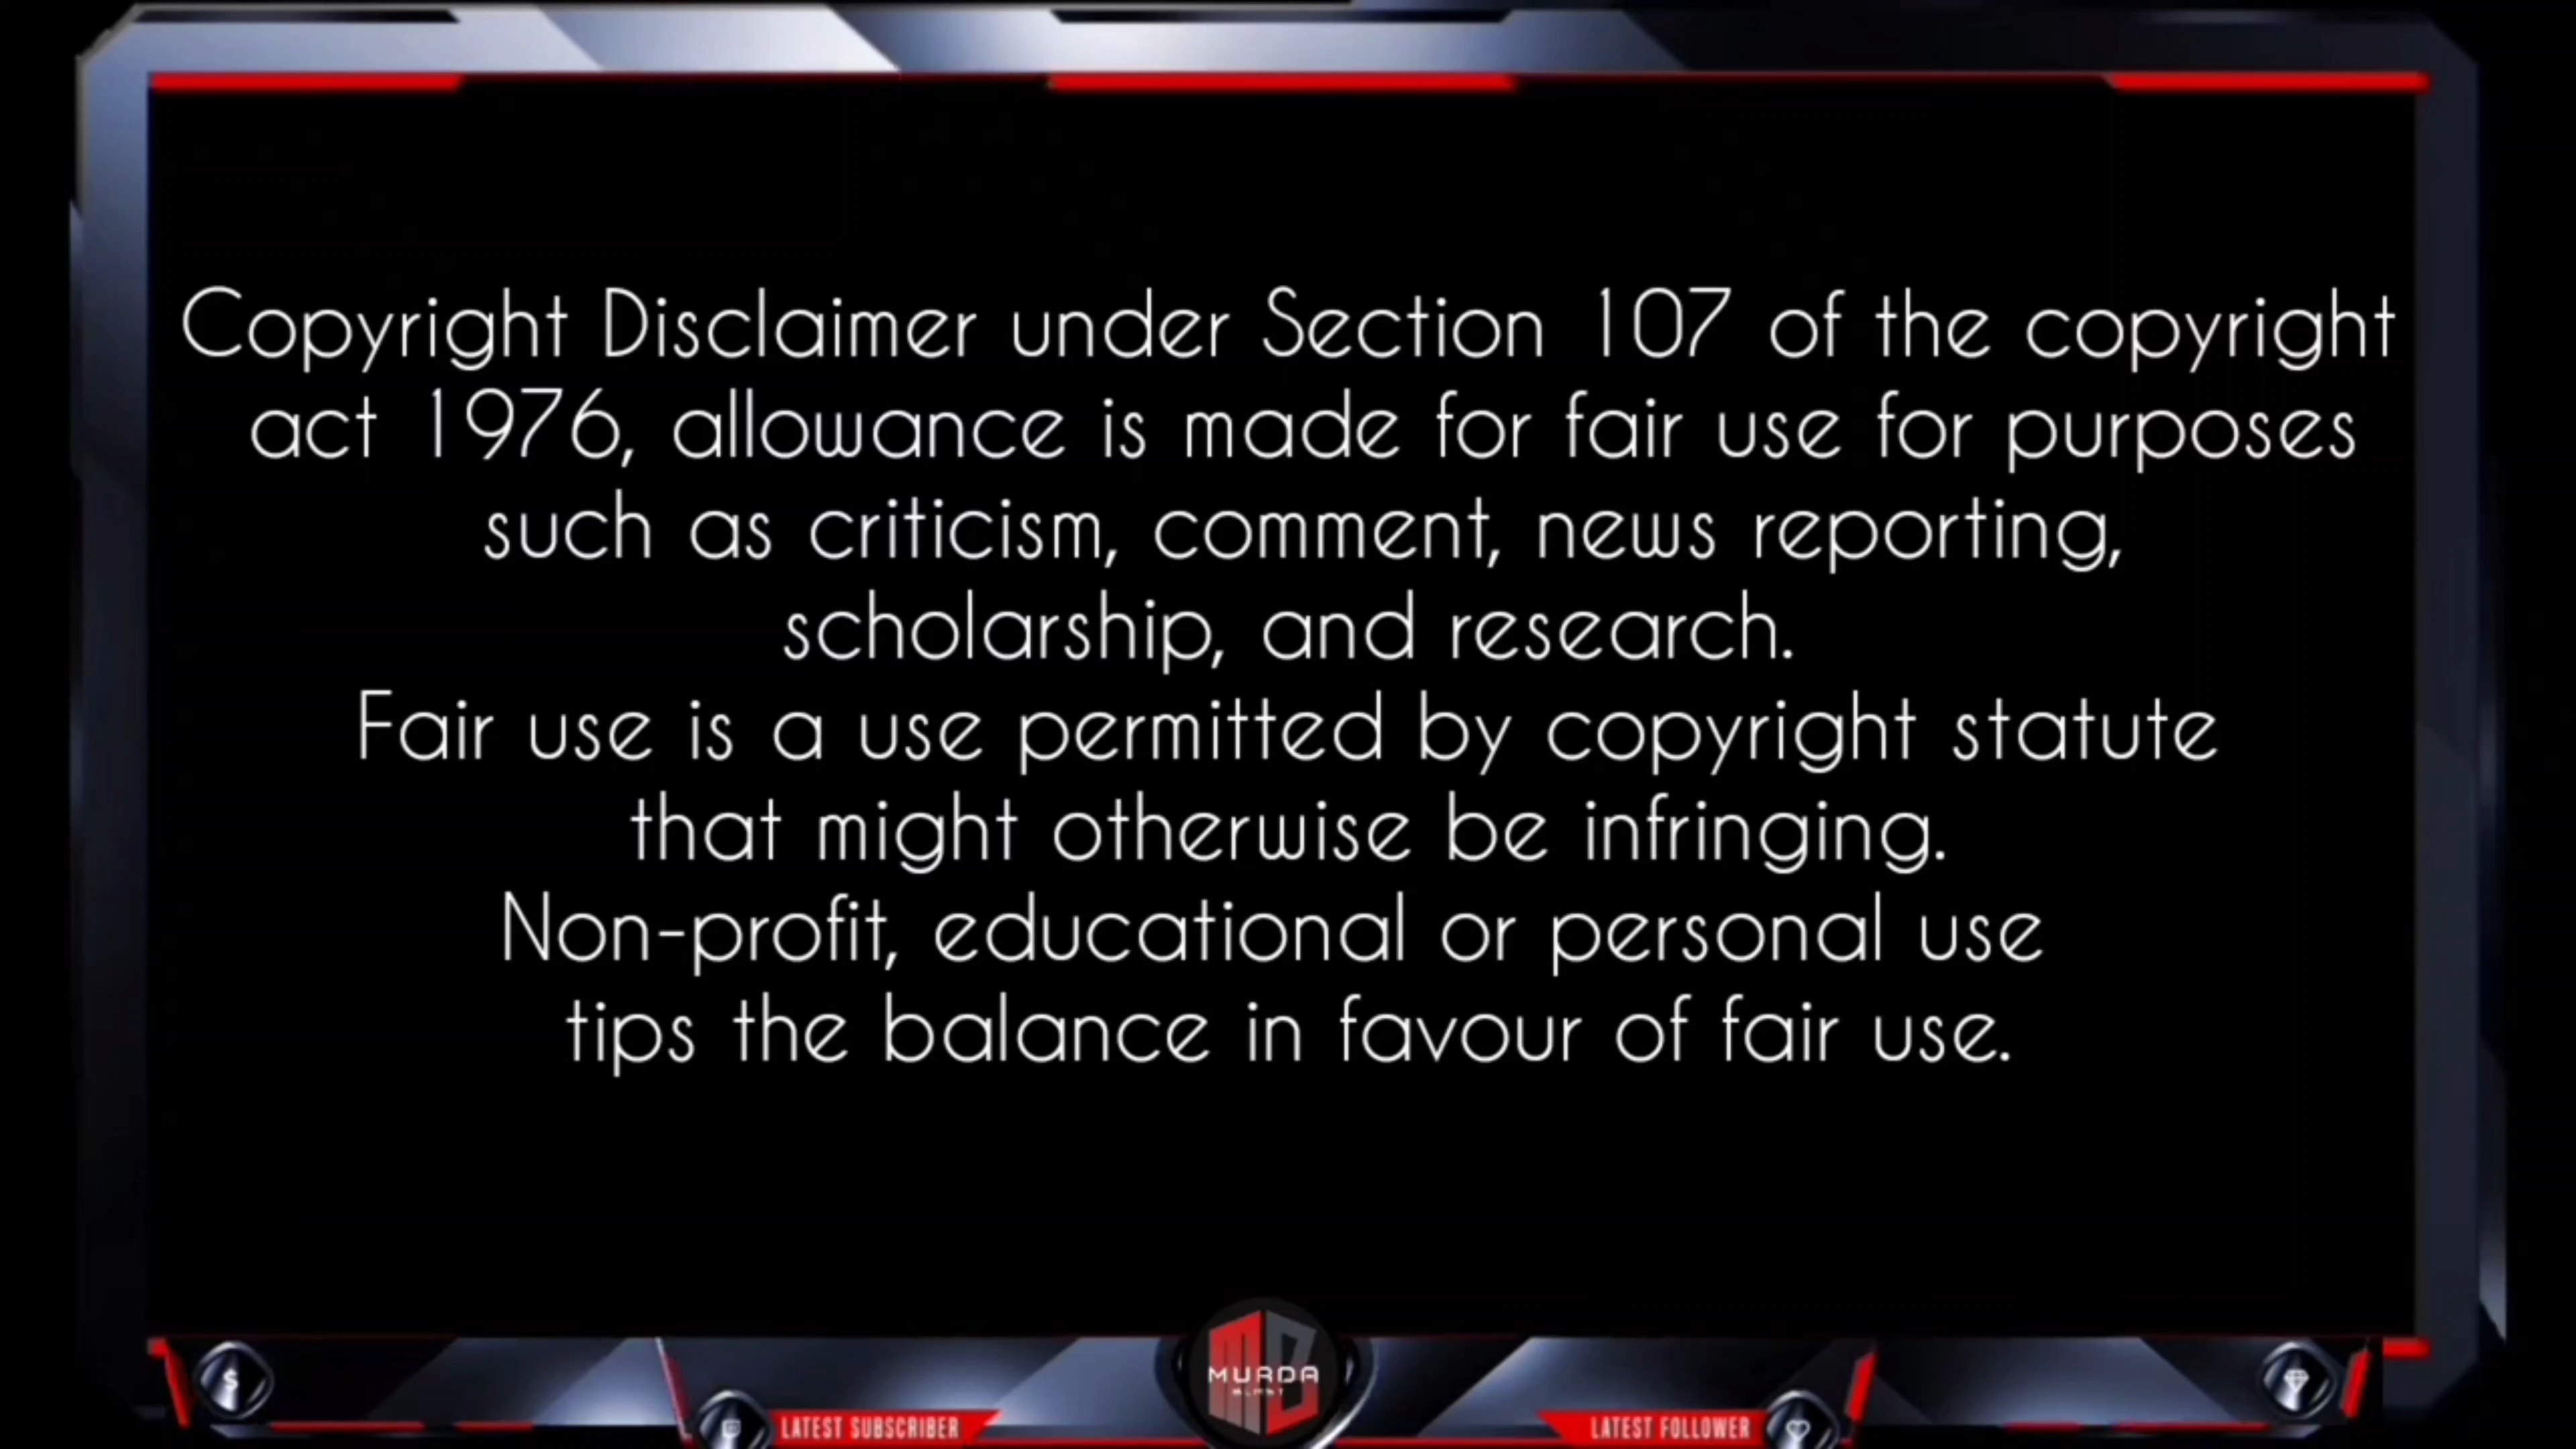 Copyright Disclaimer under Section 107 of the copyright
act 1976, allowance is made for fair use for purposes
such as criticism, comment, news reporting,
scholarship, and research.
Fair use is a use permitted by copyright statute
that might otherwise be infringing.
Non-profit, educational or personal use
tips the balance in favour of fair use.
MURDA
LATEST SUBSCRIBER
LATEST FOLLOWER